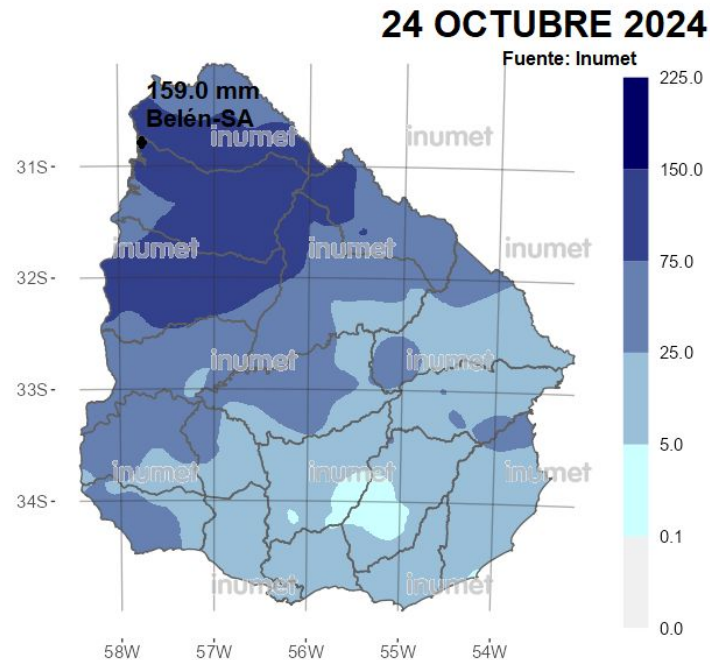 24 OCTUBRE 2024
Fuente: Inumet
225.0
159.0 mm
Belén-SA
inumet
inumet
31S
150.0
inumet
inumet
inumet
32S
75.0
inumet
inumet
25.0
33S
inumet
inumet
inumet
5.0
34S
0.1
inumet
inumet
0.0
58W
57W
56W
55W
54W